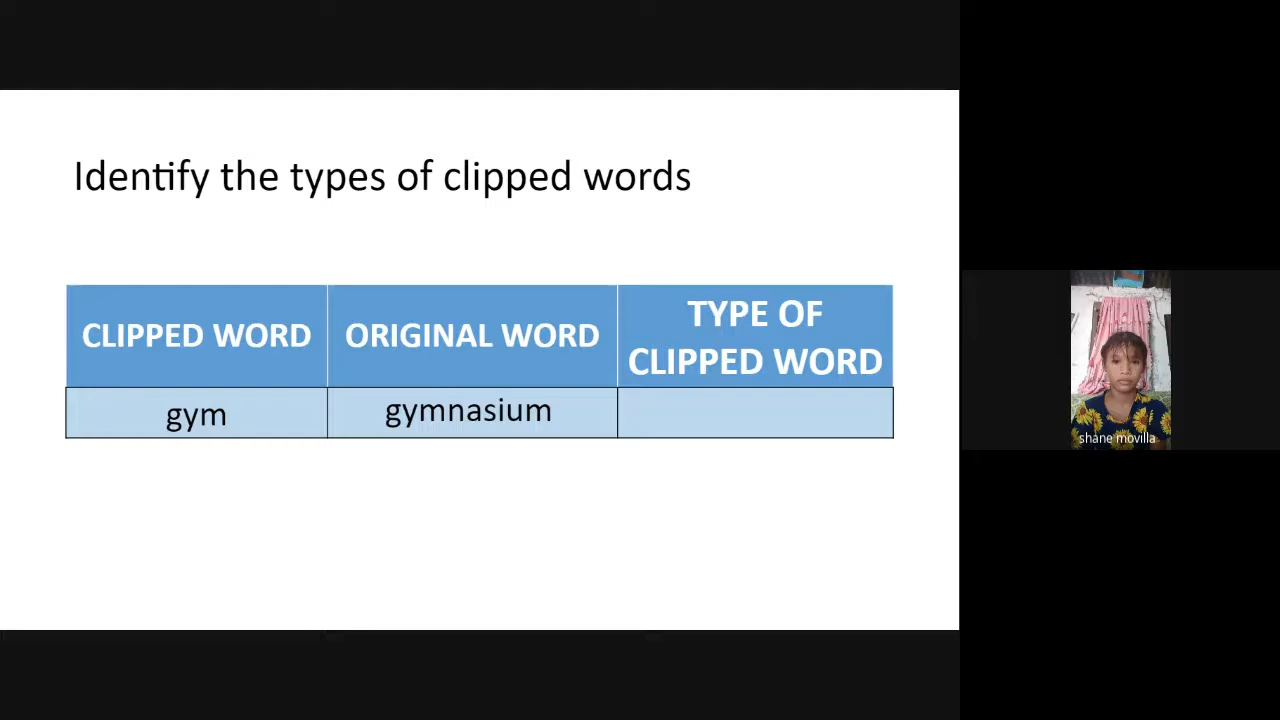 Identify the types of clipped words
CLIPPED WORD
ORIGINAL WORD
TYPE OF
CLIPPED WORD
gym
gymnasium
shane movilla